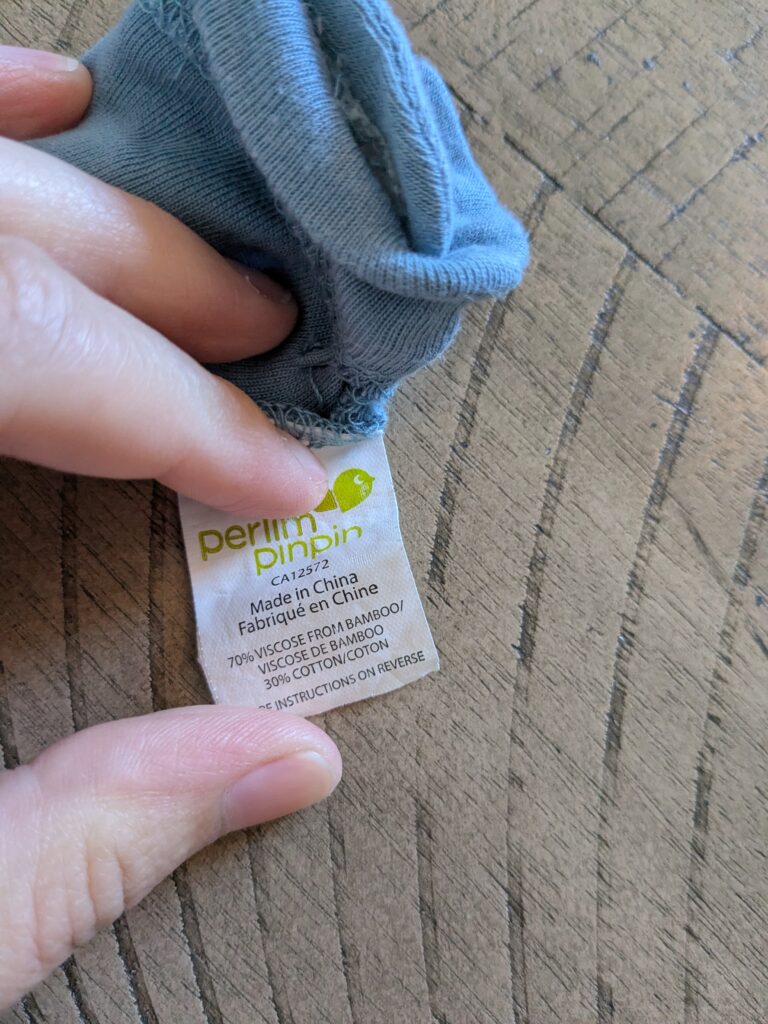 perlim
pinpin
CA12572
Made in China
Fabriqué en Chine
70% VISCOSE FROM BAMBOO/
VISCOSE DE BAMBOO
30% COTTON/COTON
INSTRUCTIONS ON REVERSE